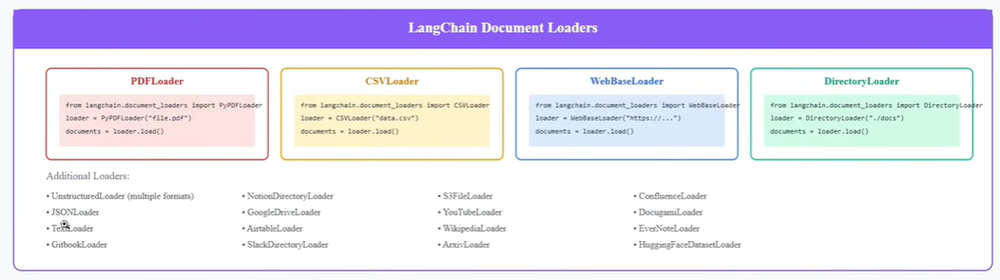 LangChain Document Loaders
PDFLoader
from langchain.document_loaders import PyPDFLoader
loader = PyPDFLoader("file.pdf")
documents = loader.load()
CSVLoader
from langchain.document_loaders import CSVLoader
loader = CSVLoader("data.csv")
documents = loader.load()
WebBaseLoader
from langchain.document_loaders import WebBaseLoader
loader = WebBaseLoader("https://...")
documents = loader.load()
DirectoryLoader
from langchain.document_loaders import DirectoryLoader
loader = DirectoryLoader("./docs")
documents = loader.load()
Additional Loaders:
• UnstructuredLoader (multiple formats)
• JSONLoader
• TextLoader
• GitbookLoader
• NotionDirectoryLoader
• GoogleDriveLoader
• AirtableLoader
• SlackDirectoryLoader
• S3FileLoader
• YouTubeLoader
• WikipediaLoader
• ArxivLoader
• ConfluenceLoader
• DocugamiLoader
• EverNoteLoader
• HuggingFaceDatasetLoader